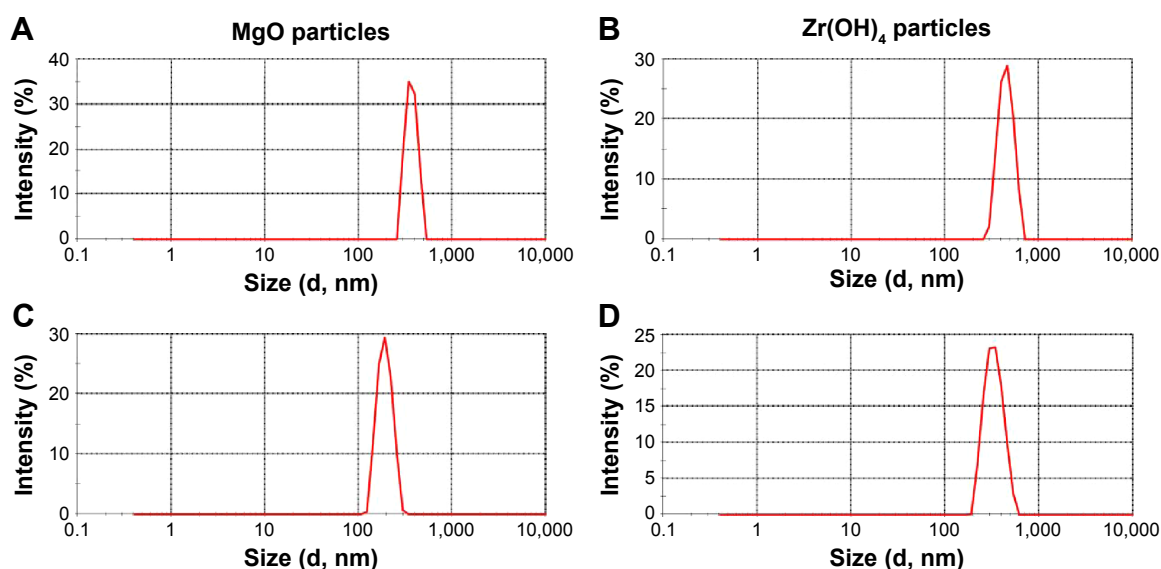 A
MgO particles
Intensity (%)
40
30
20
10
0
0.1 1 10 100 1,000 10,000
Size (d, nm)
B
Zr(OH)₄ particles
Intensity (%)
30
20
10
0
0.1 1 10 100 1,000 10,000
Size (d, nm)
C
Intensity (%)
30
20
10
0
0.1 1 10 100 1,000 10,000
Size (d, nm)
D
Intensity (%)
25
20
15
10
5
0
0.1 1 10 100 1,000 10,000
Size (d, nm)